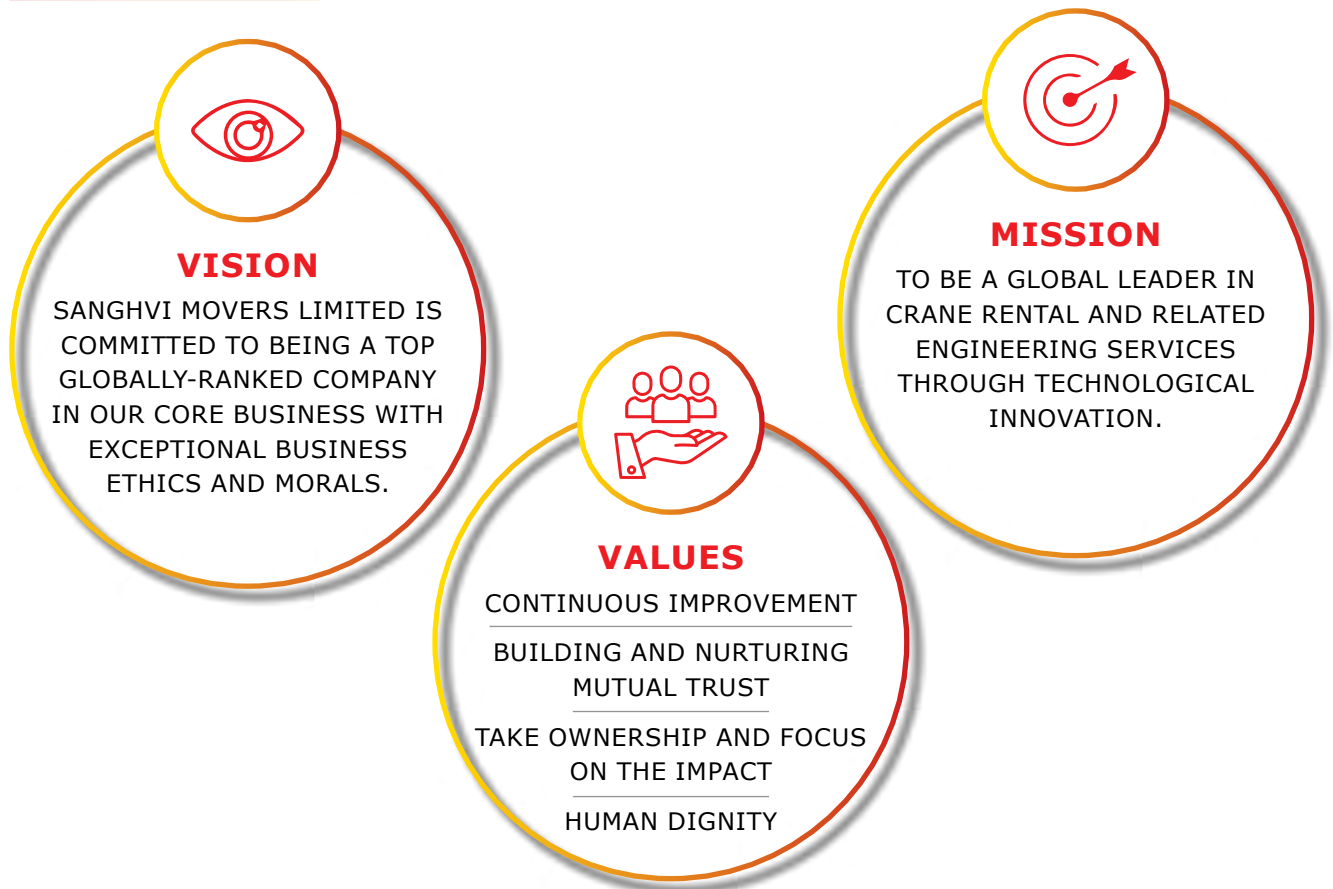 VISION
SANGHVI MOVERS LIMITED IS
COMMITTED TO BEING A TOP
GLOBALLY-RANKED COMPANY
IN OUR CORE BUSINESS WITH
EXCEPTIONAL BUSINESS
ETHICS AND MORALS.
MISSION
TO BE A GLOBAL LEADER IN
CRANE RENTAL AND RELATED
ENGINEERING SERVICES
THROUGH TECHNOLOGICAL
INNOVATION.
VALUES
CONTINUOUS IMPROVEMENT
BUILDING AND NURTURING
MUTUAL TRUST
TAKE OWNERSHIP AND FOCUS
ON THE IMPACT
HUMAN DIGNITY